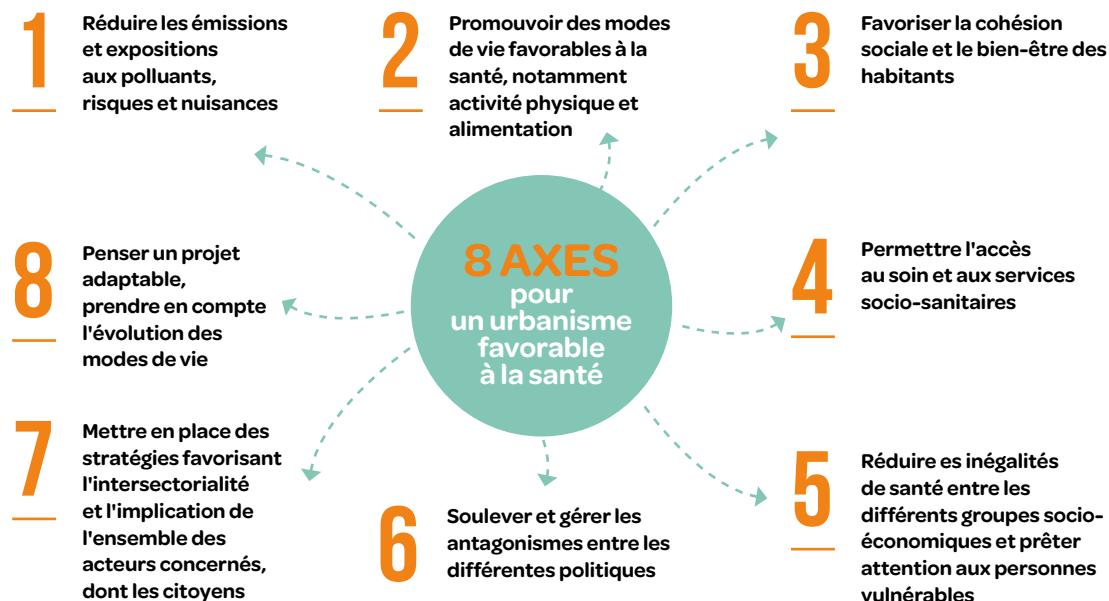 1
Réduire les émissions
et expositions
aux polluants,
risques et nuisances
2
Promouvoir des modes
de vie favorables à la
santé, notamment
activité physique et
alimentation
3
Favoriser la cohésion
sociale et le bien-être des
habitants
8 AXES
pour
un urbanisme
favorable
à la santé
4
Permettre l'accès
au soin et aux services
socio-sanitaires
5
Réduire es inégalités
de santé entre les
différents groupes socio-
économiques et prêter
attention aux personnes
vulnérables
6
Soulever et gérer les
antagonismes entre les
différentes politiques
7
Mettre en place des
stratégies favorisant
l'intersectorialité
et l'implication de
l'ensemble des
acteurs concernés,
dont les citoyens
8
Penser un projet
adaptable,
prendre en compte
l'évolution des
modes de vie